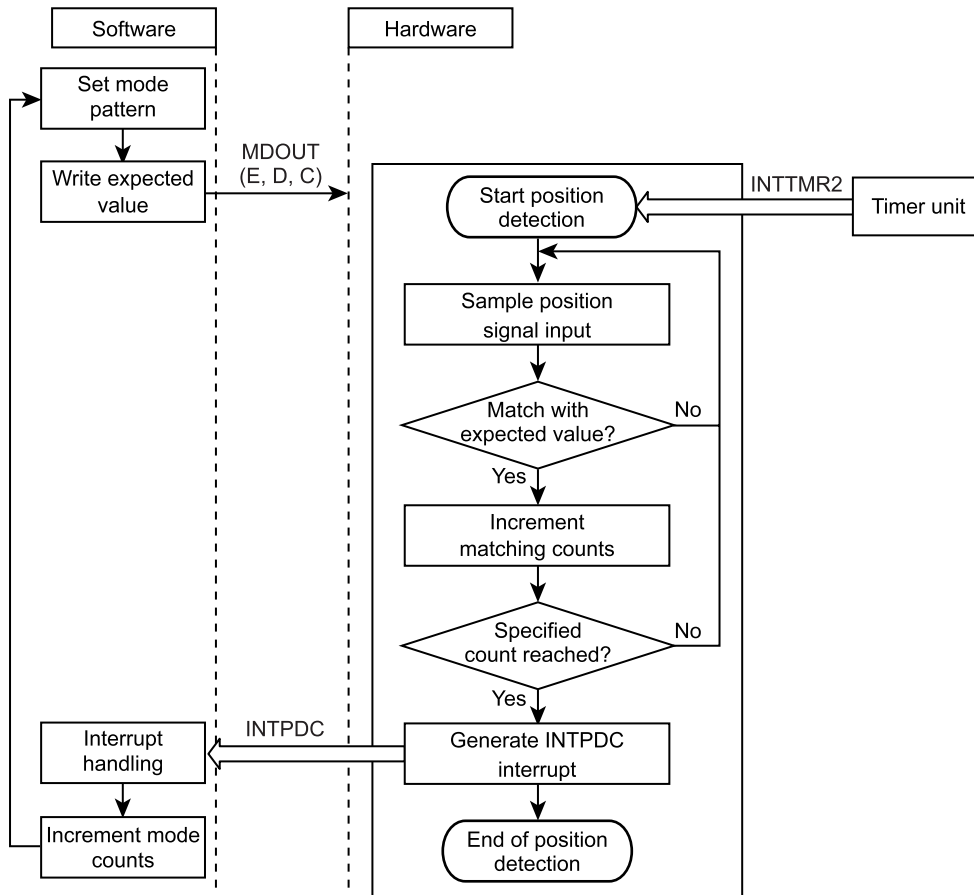 Software
Hardware
Set mode
pattern
Write expected
value
MDOUT
(E, D, C)
Start position
detection
INTTMR2
Timer unit
Sample position
signal input
Match with
expected value?
No
Yes
Increment
matching counts
Specified
count reached?
No
Yes
Generate INTPDC
interrupt
INTPDC
Interrupt
handling
Increment mode
counts
End of position
detection